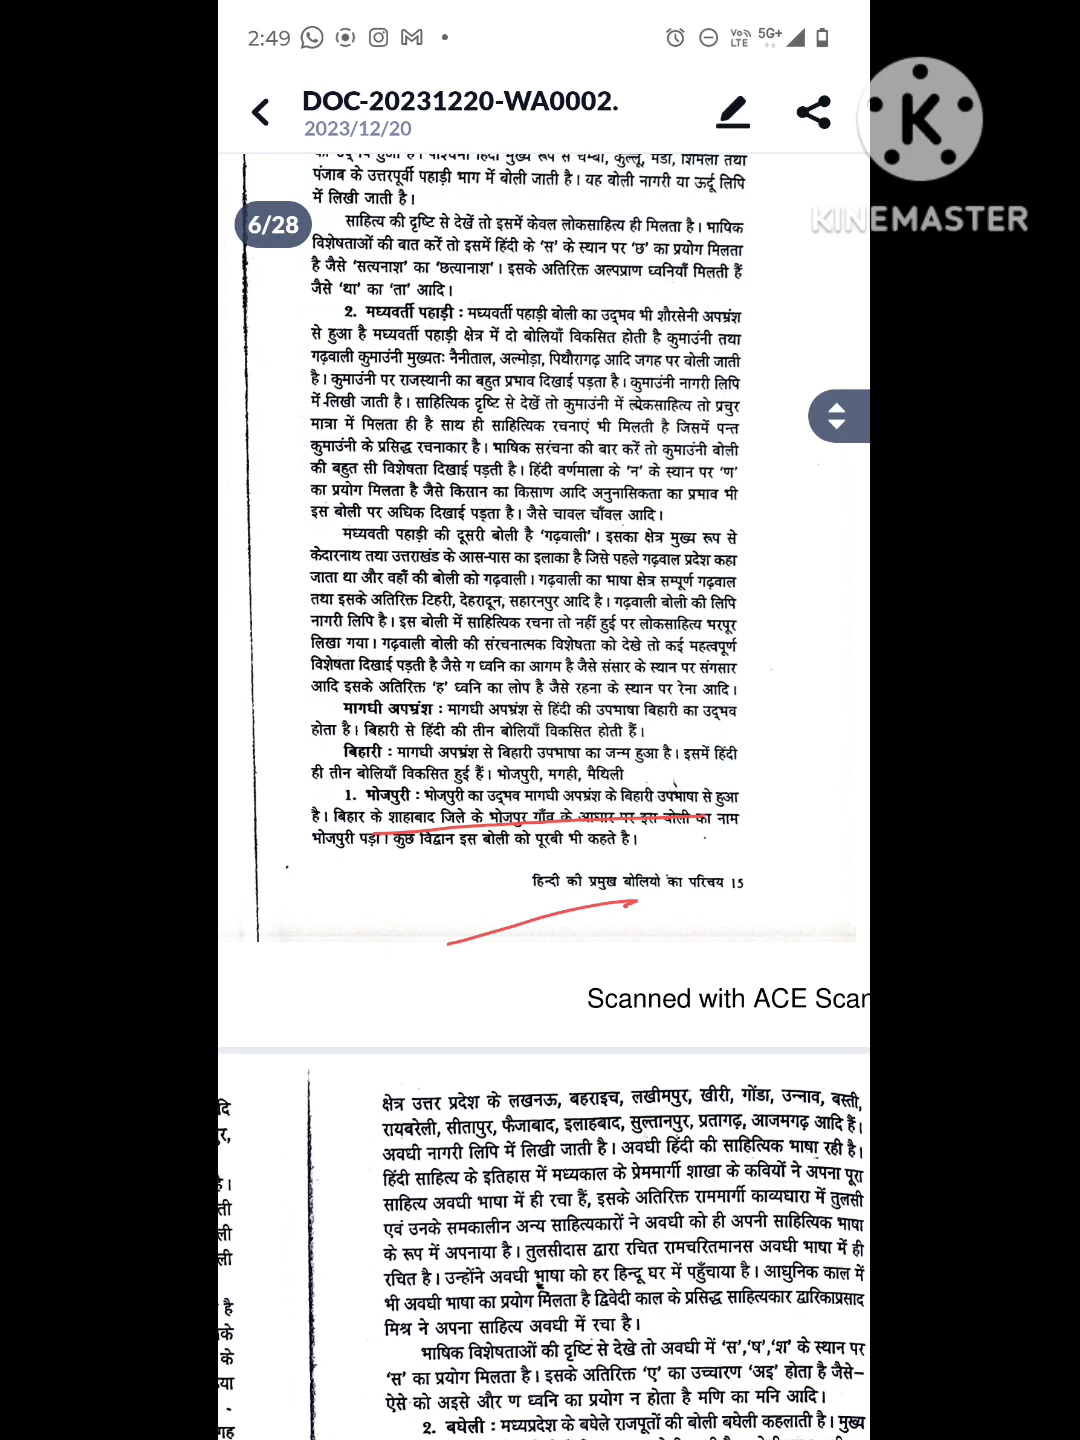 2:49
Vo))
LTE
5G+
DOC-20231220-WA0002.
2023/12/20
K
KINEMASTER
6/28
पंजाब के उत्तरपूर्वी पहाड़ी भाग में बोली जाती है। यह बोली नागरी या ऊर्दू लिपि
में लिखी जाती है।
साहित्य की दृष्टि से देखें तो इसमें केवल लोकसाहित्य ही मिलता है। भाषिक
विशेषताओं की बात करें तो इसमें हिंदी के ‘स’ के स्थान पर ‘छ’ का प्रयोग मिलता
है जैसे ‘सत्यनाश’ का ‘छत्यानाश’। इसके अतिरिक्त अल्पप्राण ध्वनियाँ मिलती हैं
जैसे ‘था’ का ‘ता’ आदि।
2. मध्यवर्ती पहाड़ी : मध्यवर्ती पहाड़ी बोली का उद्भव भी शौरसेनी अपभ्रंश
से हुआ है मध्यवर्ती पहाड़ी क्षेत्र में दो बोलियाँ विकसित होती है कुमाउंनी तथा
गढ़वाली कुमाउंनी मुख्यतः नैनीताल, अल्मोड़ा, पिथौरागढ़ आदि जगह पर बोली जाती
है। कुमाउंनी पर राजस्थानी का बहुत प्रभाव दिखाई पड़ता है। कुमाउंनी नागरी लिपि
में लिखी जाती है। साहित्यिक दृष्टि से देखें तो कुमाउंनी में लोकसाहित्य तो प्रचुर
मात्रा में मिलता ही है साथ ही साहित्यिक रचनाएं भी मिलती है जिसमें पन्त
कुमाउंनी के प्रसिद्ध रचनाकार है। भाषिक सरंचना की बार करें तो कुमाउंनी बोली
की बहुत सी विशेषता दिखाई पड़ती है। हिंदी वर्णमाला के ‘न’ के स्थान पर ‘ण’
का प्रयोग मिलता है जैसे किसान का किसाण आदि अनुनासिकता का प्रभाव भी
इस बोली पर अधिक दिखाई पड़ता है। जैसे चावल चाँवल आदि।
मध्यवती पहाड़ी की दूसरी बोली है ‘गढ़वाली’। इसका क्षेत्र मुख्य रूप से
केदारनाथ तथा उत्तराखंड के आस-पास का इलाका है जिसे पहले गढ़वाल प्रदेश कहा
जाता था और वहाँ की बोली को गढ़वाली। गढ़वाली का भाषा क्षेत्र सम्पूर्ण गढ़वाल
तथा इसके अतिरिक्त टिहरी, देहरादून, सहारनपुर आदि है। गढ़वाली बोली की लिपि
नागरी लिपि है। इस बोली में साहित्यिक रचना तो नहीं हुई पर लोकसाहित्य भरपूर
लिखा गया। गढ़वाली बोली की संरचनात्मक विशेषता को देखे तो कई महत्वपूर्ण
विशेषता दिखाई पड़ती है जैसे ग ध्वनि का आगम है जैसे संसार के स्थान पर संगसार
आदि इसके अतिरिक्त ‘ह’ ध्वनि का लोप है जैसे रहना के स्थान पर रेना आदि।
मागधी अपभ्रंश : मागधी अपभ्रंश से हिंदी की उपभाषा बिहारी का उद्भव
होता है। बिहारी से हिंदी की तीन बोलियाँ विकसित होती हैं।
बिहारी : मागधी अपभ्रंश से बिहारी उपभाषा का जन्म हुआ है। इसमें हिंदी
ही तीन बोलियाँ विकसित हुई हैं। भोजपुरी, मगही, मैथिली
1. भोजपुरी : भोजपुरी का उद्भव मागधी अपभ्रंश के बिहारी उपभाषा से हुआ
है। बिहार के शाहाबाद जिले के भोजपुर गाँव के आधार पर इस बोली का नाम
भोजपुरी पड़ा। कुछ विद्वान इस बोली को पूरबी भी कहते है।
हिन्दी की प्रमुख बोलियो का परिचय 15
Scanned with ACE Scan
क्षेत्र उत्तर प्रदेश के लखनऊ, बहराइच, लखीमपुर, खीरी, गोंडा, उन्नाव, बस्ती,
रायबरेली, सीतापुर, फैजाबाद, इलाहबाद, सुल्तानपुर, प्रतागढ़, आजमगढ़ आदि हैं।
अवधी नागरी लिपि में लिखी जाती है। अवधी हिंदी की साहित्यिक भाषा रही है।
हिंदी साहित्य के इतिहास में मध्यकाल के प्रेममार्गी शाखा के कवियों ने अपना पूरा
साहित्य अवधी भाषा में ही रचा हैं, इसके अतिरिक्त राममार्गी काव्यधारा में तुलसी
एवं उनके समकालीन अन्य साहित्यकारों ने अवधी को ही अपनी साहित्यिक भाषा
के रूप में अपनाया है। तुलसीदास द्वारा रचित रामचरितमानस अवधी भाषा में ही
रचित है। उन्होंने अवधी भाषा को हर हिन्दू घर में पहुँचाया है। आधुनिक काल में
भी अवधी भाषा का प्रयोग मिलता है द्विवेदी काल के प्रसिद्ध साहित्यकार द्वारिकाप्रसाद
मिश्र ने अपना साहित्य अवधी में रचा है।
भाषिक विशेषताओं की दृष्टि से देखे तो अवधी में ‘स’,‘ष’,‘श’ के स्थान पर
‘स’ का प्रयोग मिलता है। इसके अतिरिक्त ‘ए’ का उच्चारण ‘अइ’ होता है जैसे–
ऐसे को अइसे और ण ध्वनि का प्रयोग न होता है मणि का मनि आदि।
2. बघेली : मध्यप्रदेश के बघेले राजपूतों की बोली बघेली कहलाती है। मुख्य